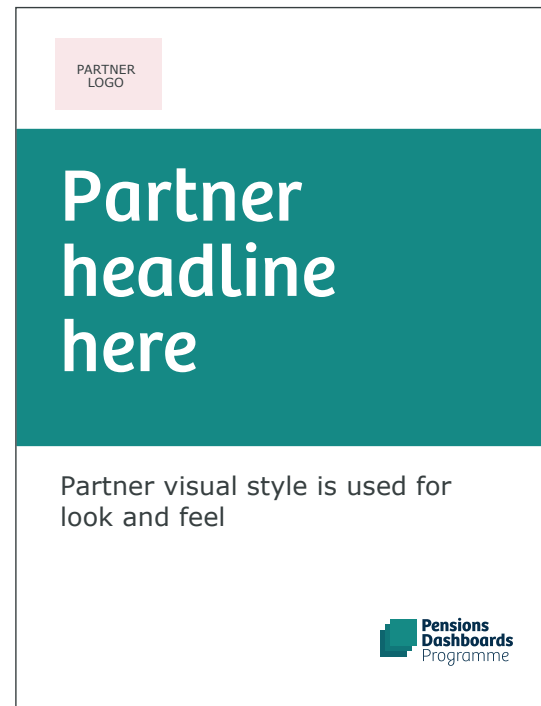 PARTNER
LOGO
Partner
headline
here
Partner visual style is used for
look and feel
Pensions
Dashboards
Programme